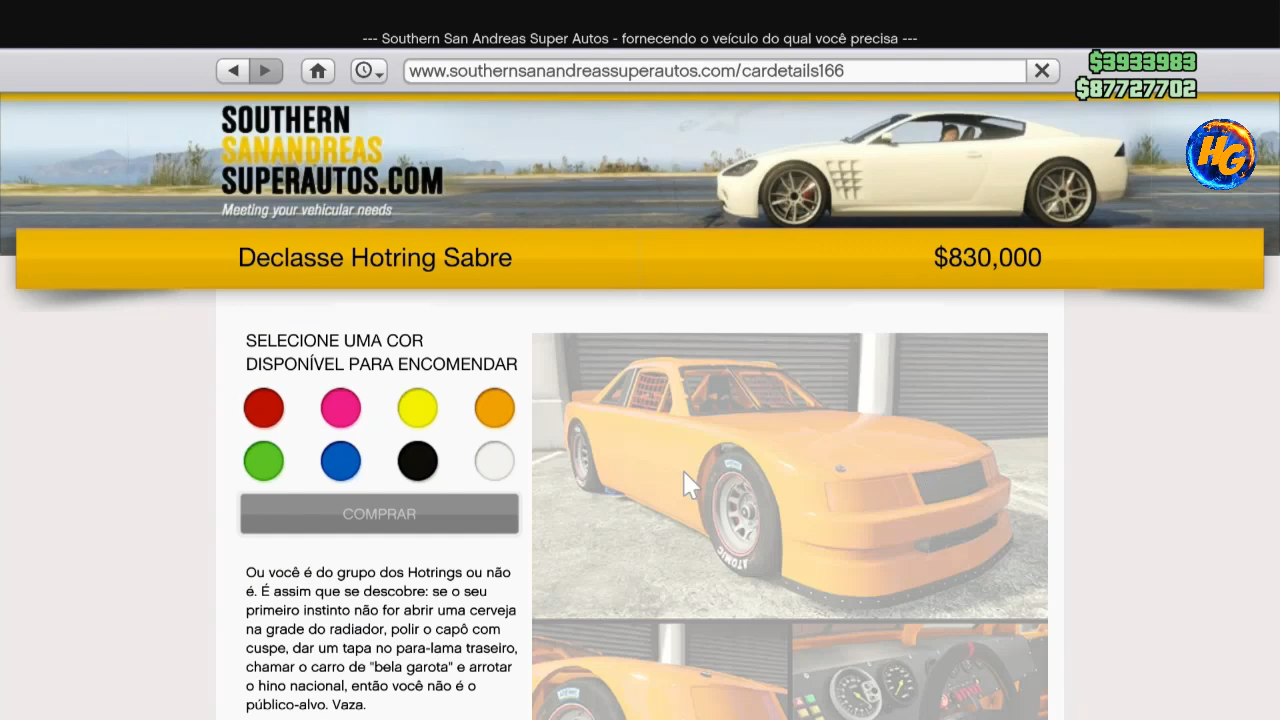 --- Southern San Andreas Super Autos - fornecendo o veículo do qual você precisa ---
www.southernsanandreassuperautos.com/cardetails166
$3933983
$87727702
SOUTHERN
SANANDREAS
SUPERAUTOS.COM
Meeting your vehicular needs
HG
Declasse Hotring Sabre
$830,000
SELECIONE UMA COR
DISPONÍVEL PARA ENCOMENDAR
COMPRAR
Ou você é do grupo dos Hotrings ou não
é. É assim que se descobre: se o seu
primeiro instinto não for abrir uma cerveja
na grade do radiador, polir o capô com
cuspe, dar um tapa no para-lama traseiro,
chamar o carro de "bela garota" e arrotar
o hino nacional, então você não é o
público-alvo. Vaza.
ATOMIC